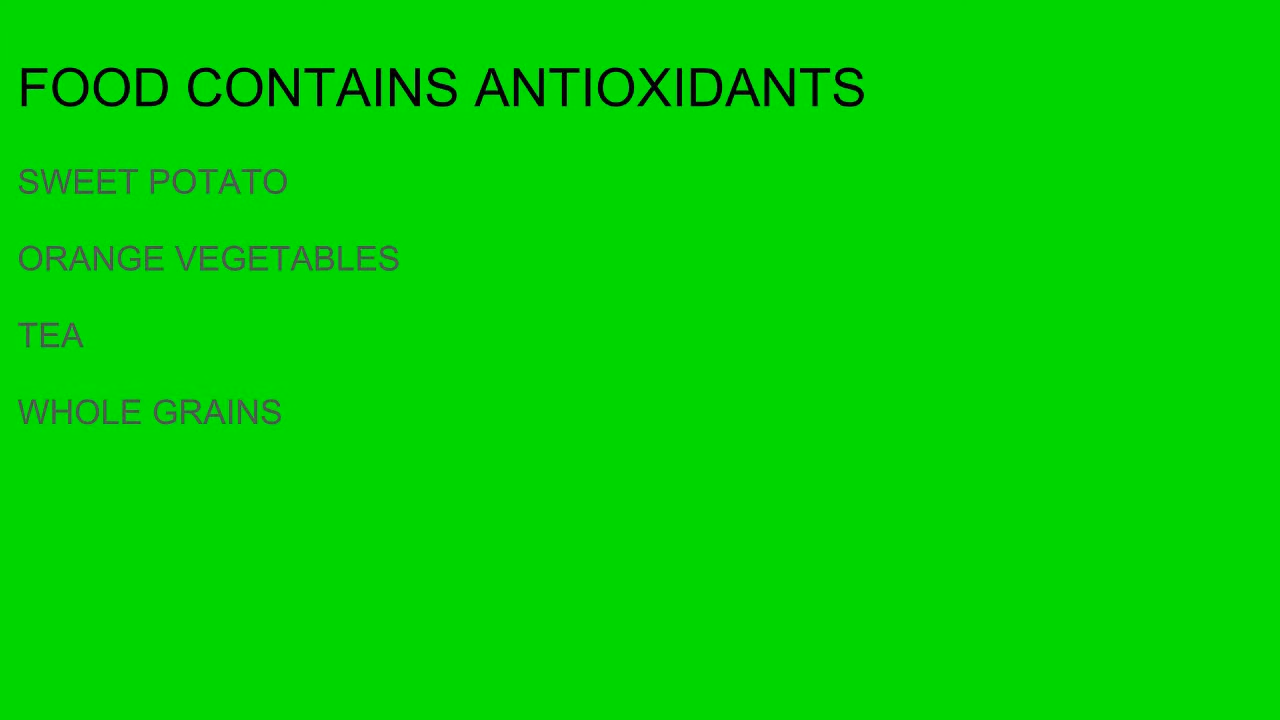 FOOD CONTAINS ANTIOXIDANTS
SWEET POTATO
ORANGE VEGETABLES
TEA
WHOLE GRAINS